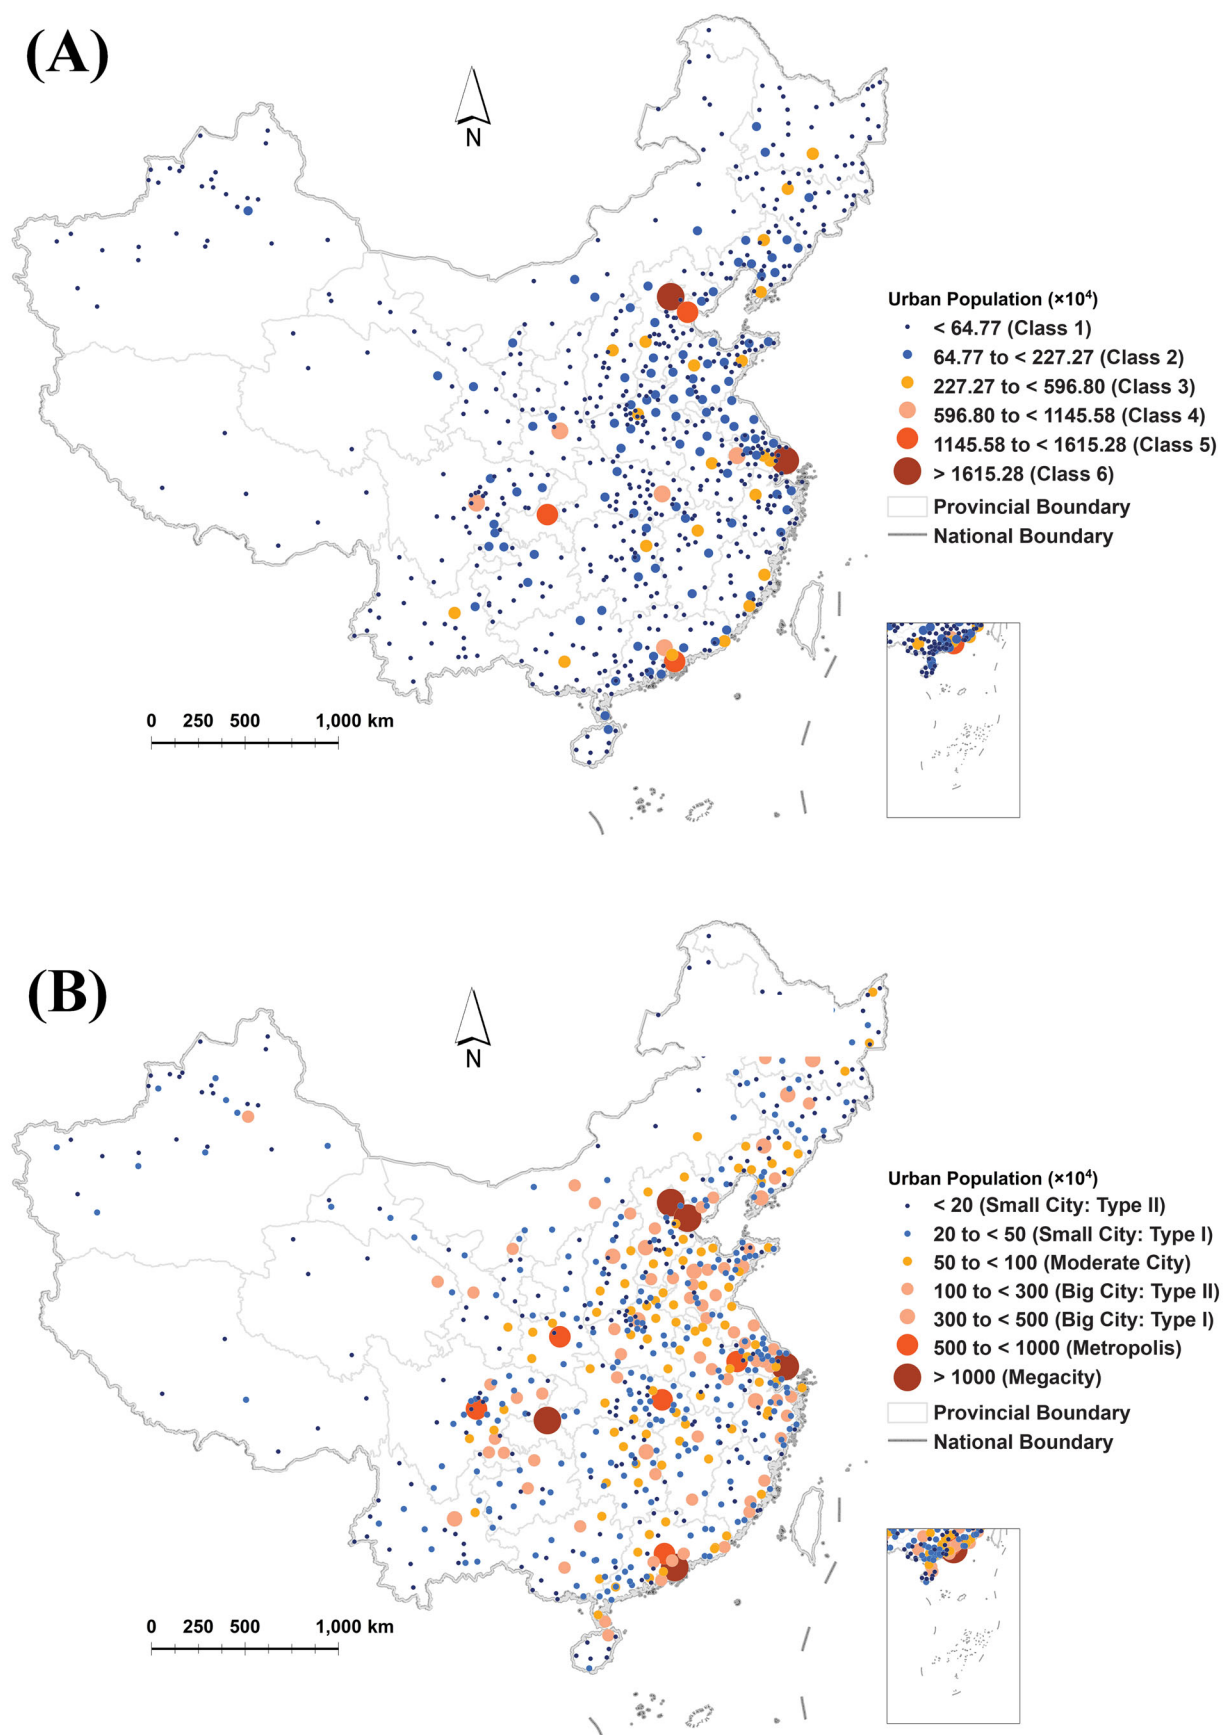 (A)
N
Urban Population (×10⁴)
< 64.77 (Class 1)
64.77 to < 227.27 (Class 2)
227.27 to < 596.80 (Class 3)
596.80 to < 1145.58 (Class 4)
1145.58 to < 1615.28 (Class 5)
> 1615.28 (Class 6)
Provincial Boundary
National Boundary
0 250 500 1,000 km
(B)
N
Urban Population (×10⁴)
< 20 (Small City: Type II)
20 to < 50 (Small City: Type I)
50 to < 100 (Moderate City)
100 to < 300 (Big City: Type II)
300 to < 500 (Big City: Type I)
500 to < 1000 (Metropolis)
> 1000 (Megacity)
Provincial Boundary
National Boundary
0 250 500 1,000 km